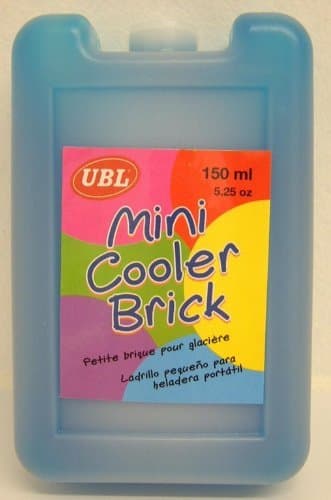 UBL
150 ml
5.25 oz
Mini
Cooler
Brick
Petite brique pour glacière
Ladrillo pequeño para
heladera portátil